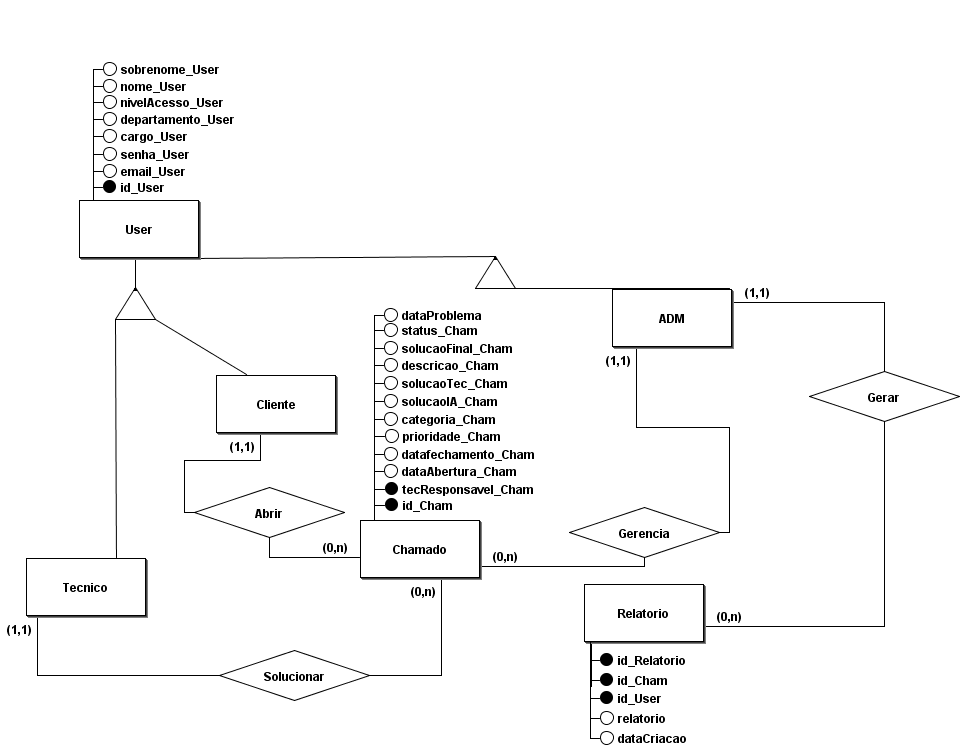 sobrenome_User
nome_User
nivelAcesso_User
departamento_User
cargo_User
senha_User
email_User
id_User
User
ADM
(1,1)
(1,1)
Gerar
dataProblema
status_Cham
solucaoFinal_Cham
descricao_Cham
solucaoTec_Cham
solucaoIA_Cham
categoria_Cham
prioridade_Cham
datafechamento_Cham
dataAbertura_Cham
tecResponsavel_Cham
id_Cham
Cliente
(1,1)
Abrir
(0,n)
Chamado
(0,n)
(0,n)
Gerencia
Tecnico
(1,1)
Solucionar
Relatorio
(0,n)
id_Relatorio
id_Cham
id_User
relatorio
dataCriacao